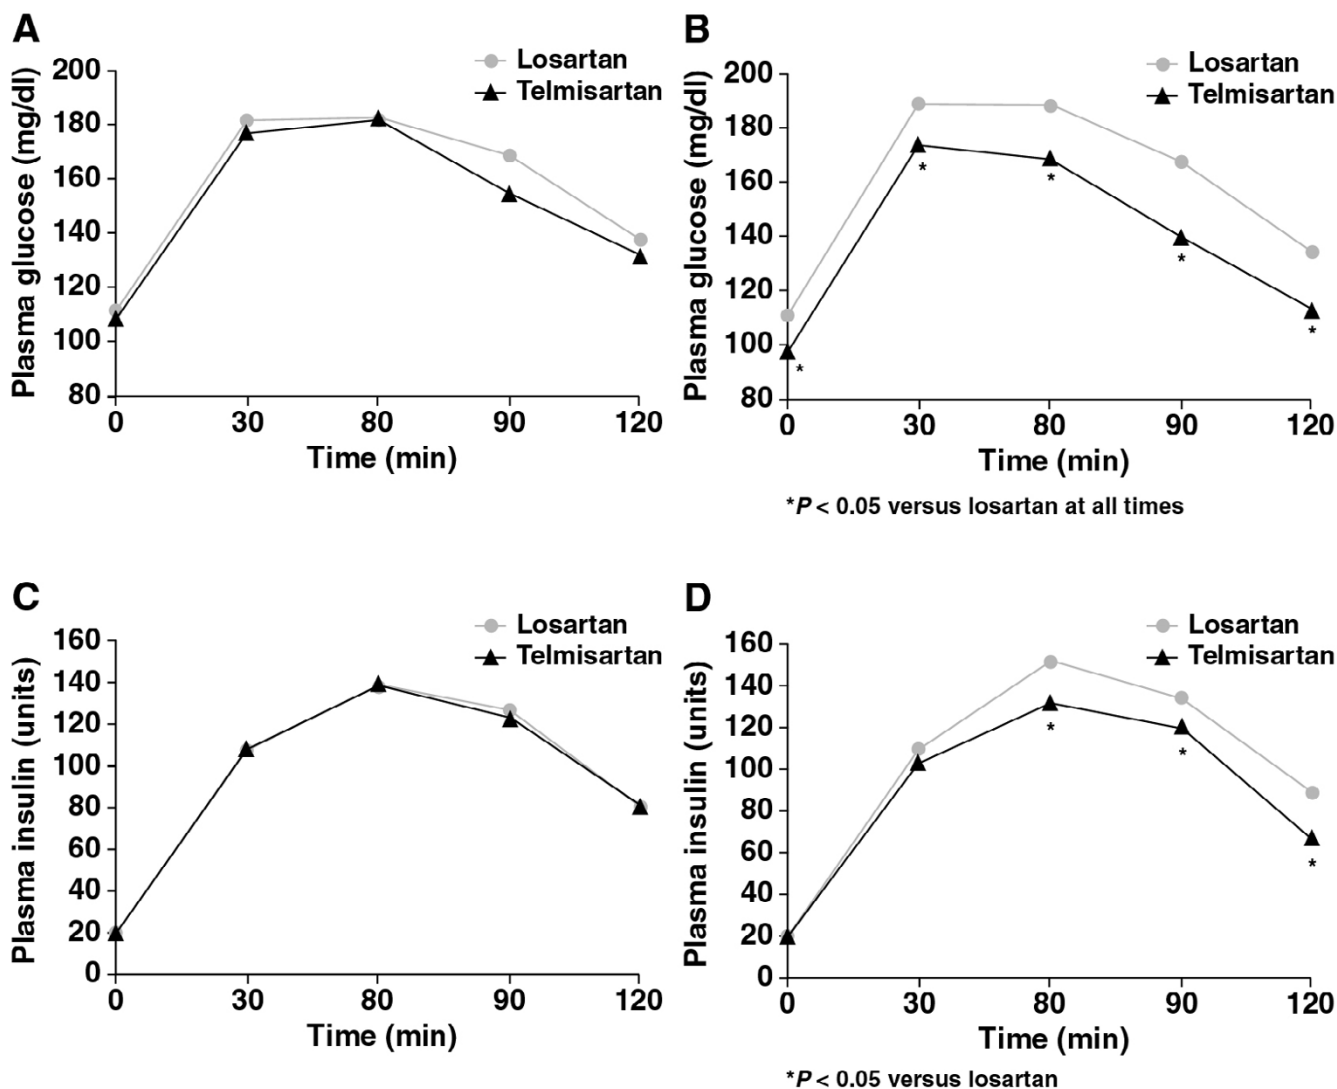 A
Losartan
Telmisartan
Plasma glucose (mg/dl)
200
180
160
140
120
100
80
0 30 80 90 120
Time (min)
B
Losartan
Telmisartan
Plasma glucose (mg/dl)
200
180
160
140
120
100
80
*
*
*
*
*
0 30 80 90 120
Time (min)
*P < 0.05 versus losartan at all times
C
Losartan
Telmisartan
Plasma insulin (units)
160
140
120
100
80
60
40
20
0
0 30 80 90 120
Time (min)
D
Losartan
Telmisartan
Plasma insulin (units)
160
140
120
100
80
60
40
20
0
*
*
*
0 30 80 90 120
Time (min)
*P < 0.05 versus losartan